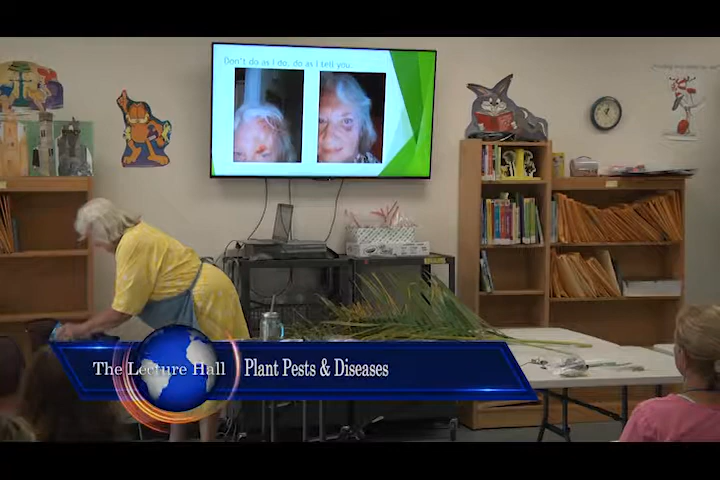 Don't do as I do, do as I tell you.
The Lecture Hall
Plant Pests & Diseases